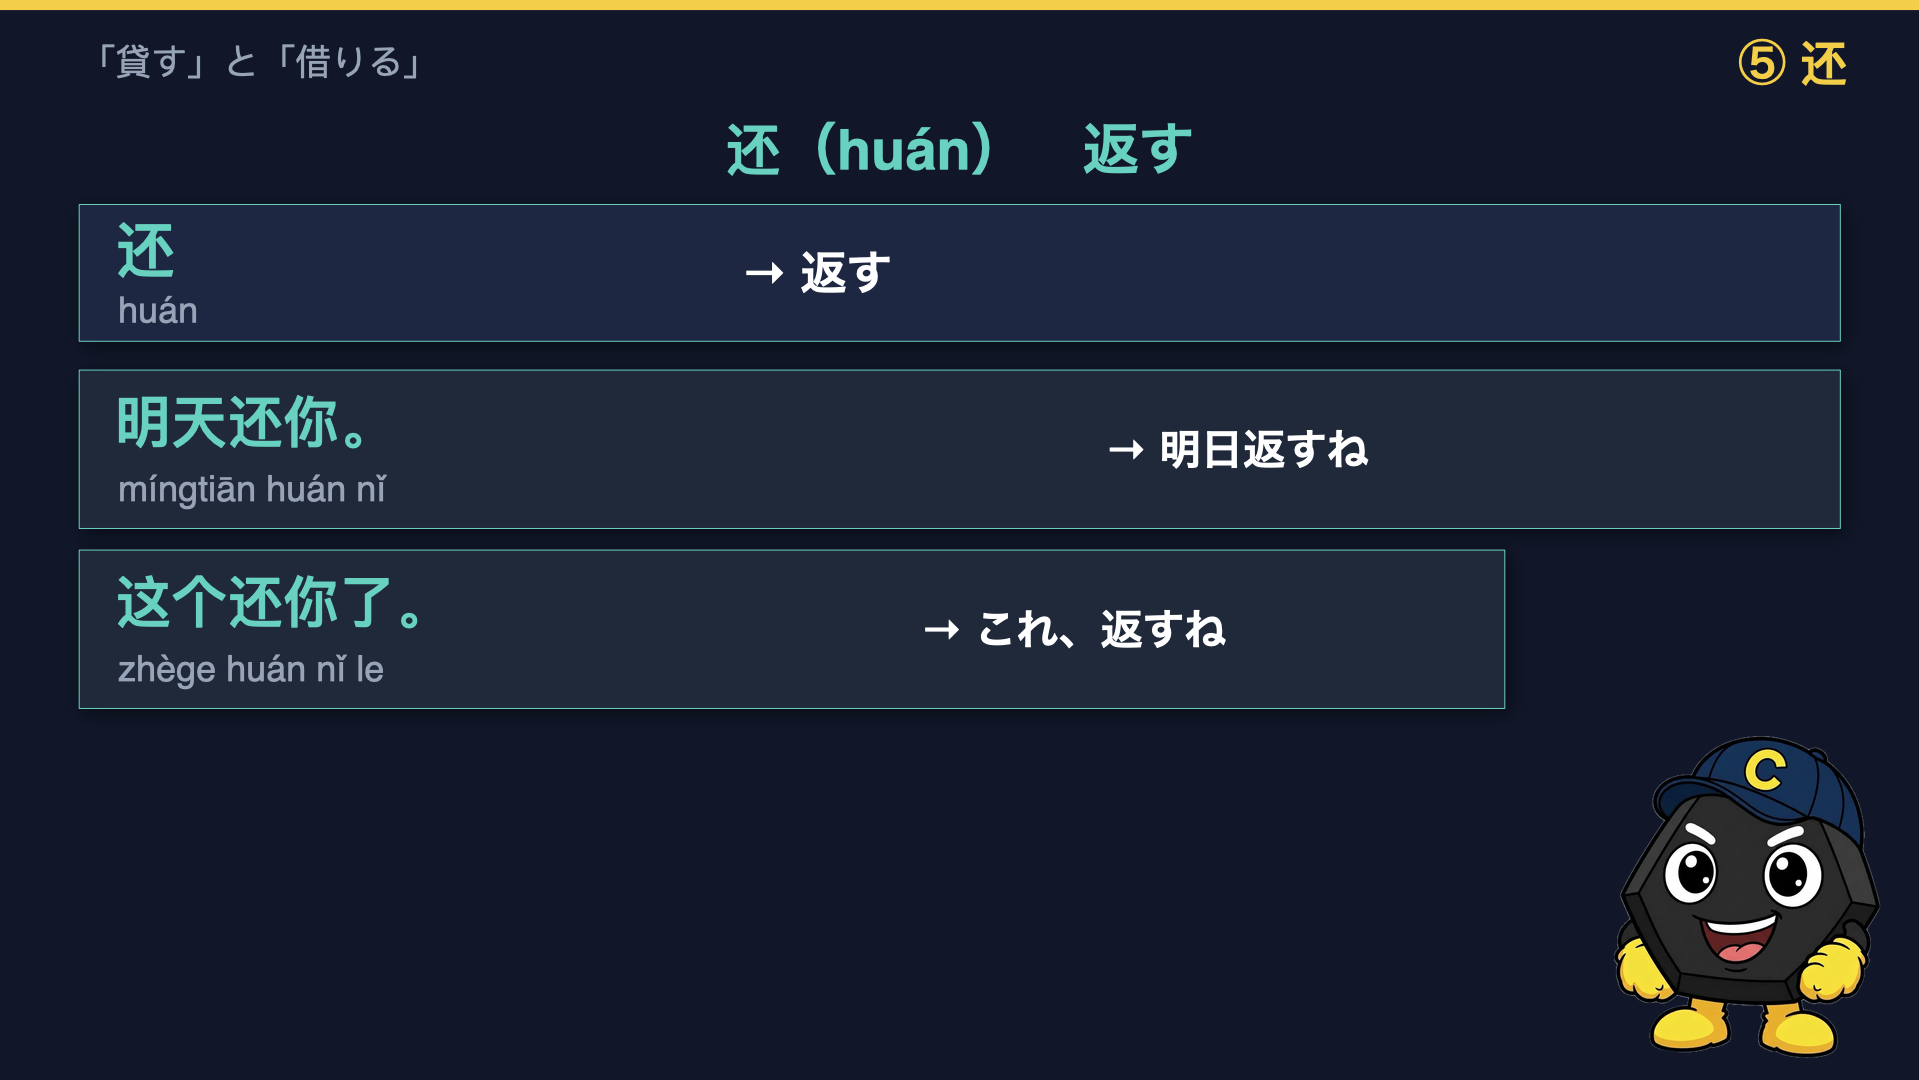 「貸す」と「借りる」
⑤ 还
还（huán）　返す
还
huán
→ 返す
明天还你。
míngtiān huán nǐ
→ 明日返すね
这个还你了。
zhège huán nǐ le
→ これ、返すね
C